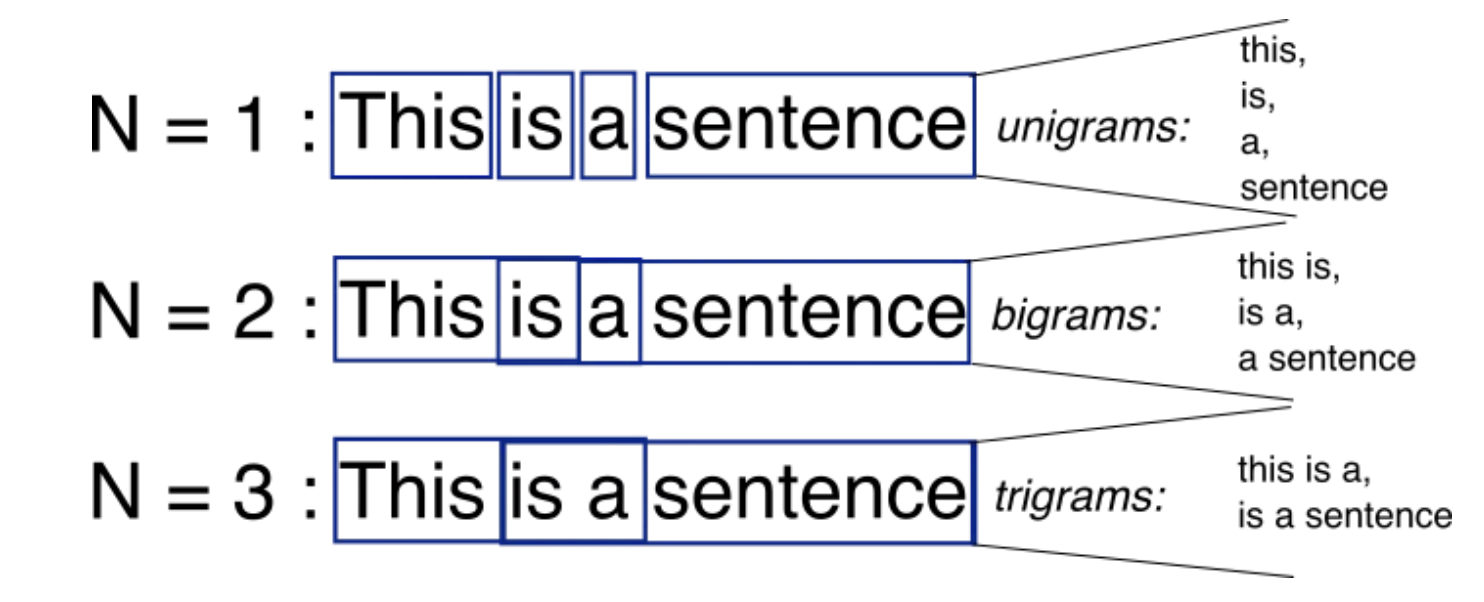 N = 1 : This is a sentence unigrams:
this,
is,
a,
sentence
N = 2 : This is a sentence bigrams:
this is,
is a,
a sentence
N = 3 : This is a sentence trigrams:
this is a,
is a sentence